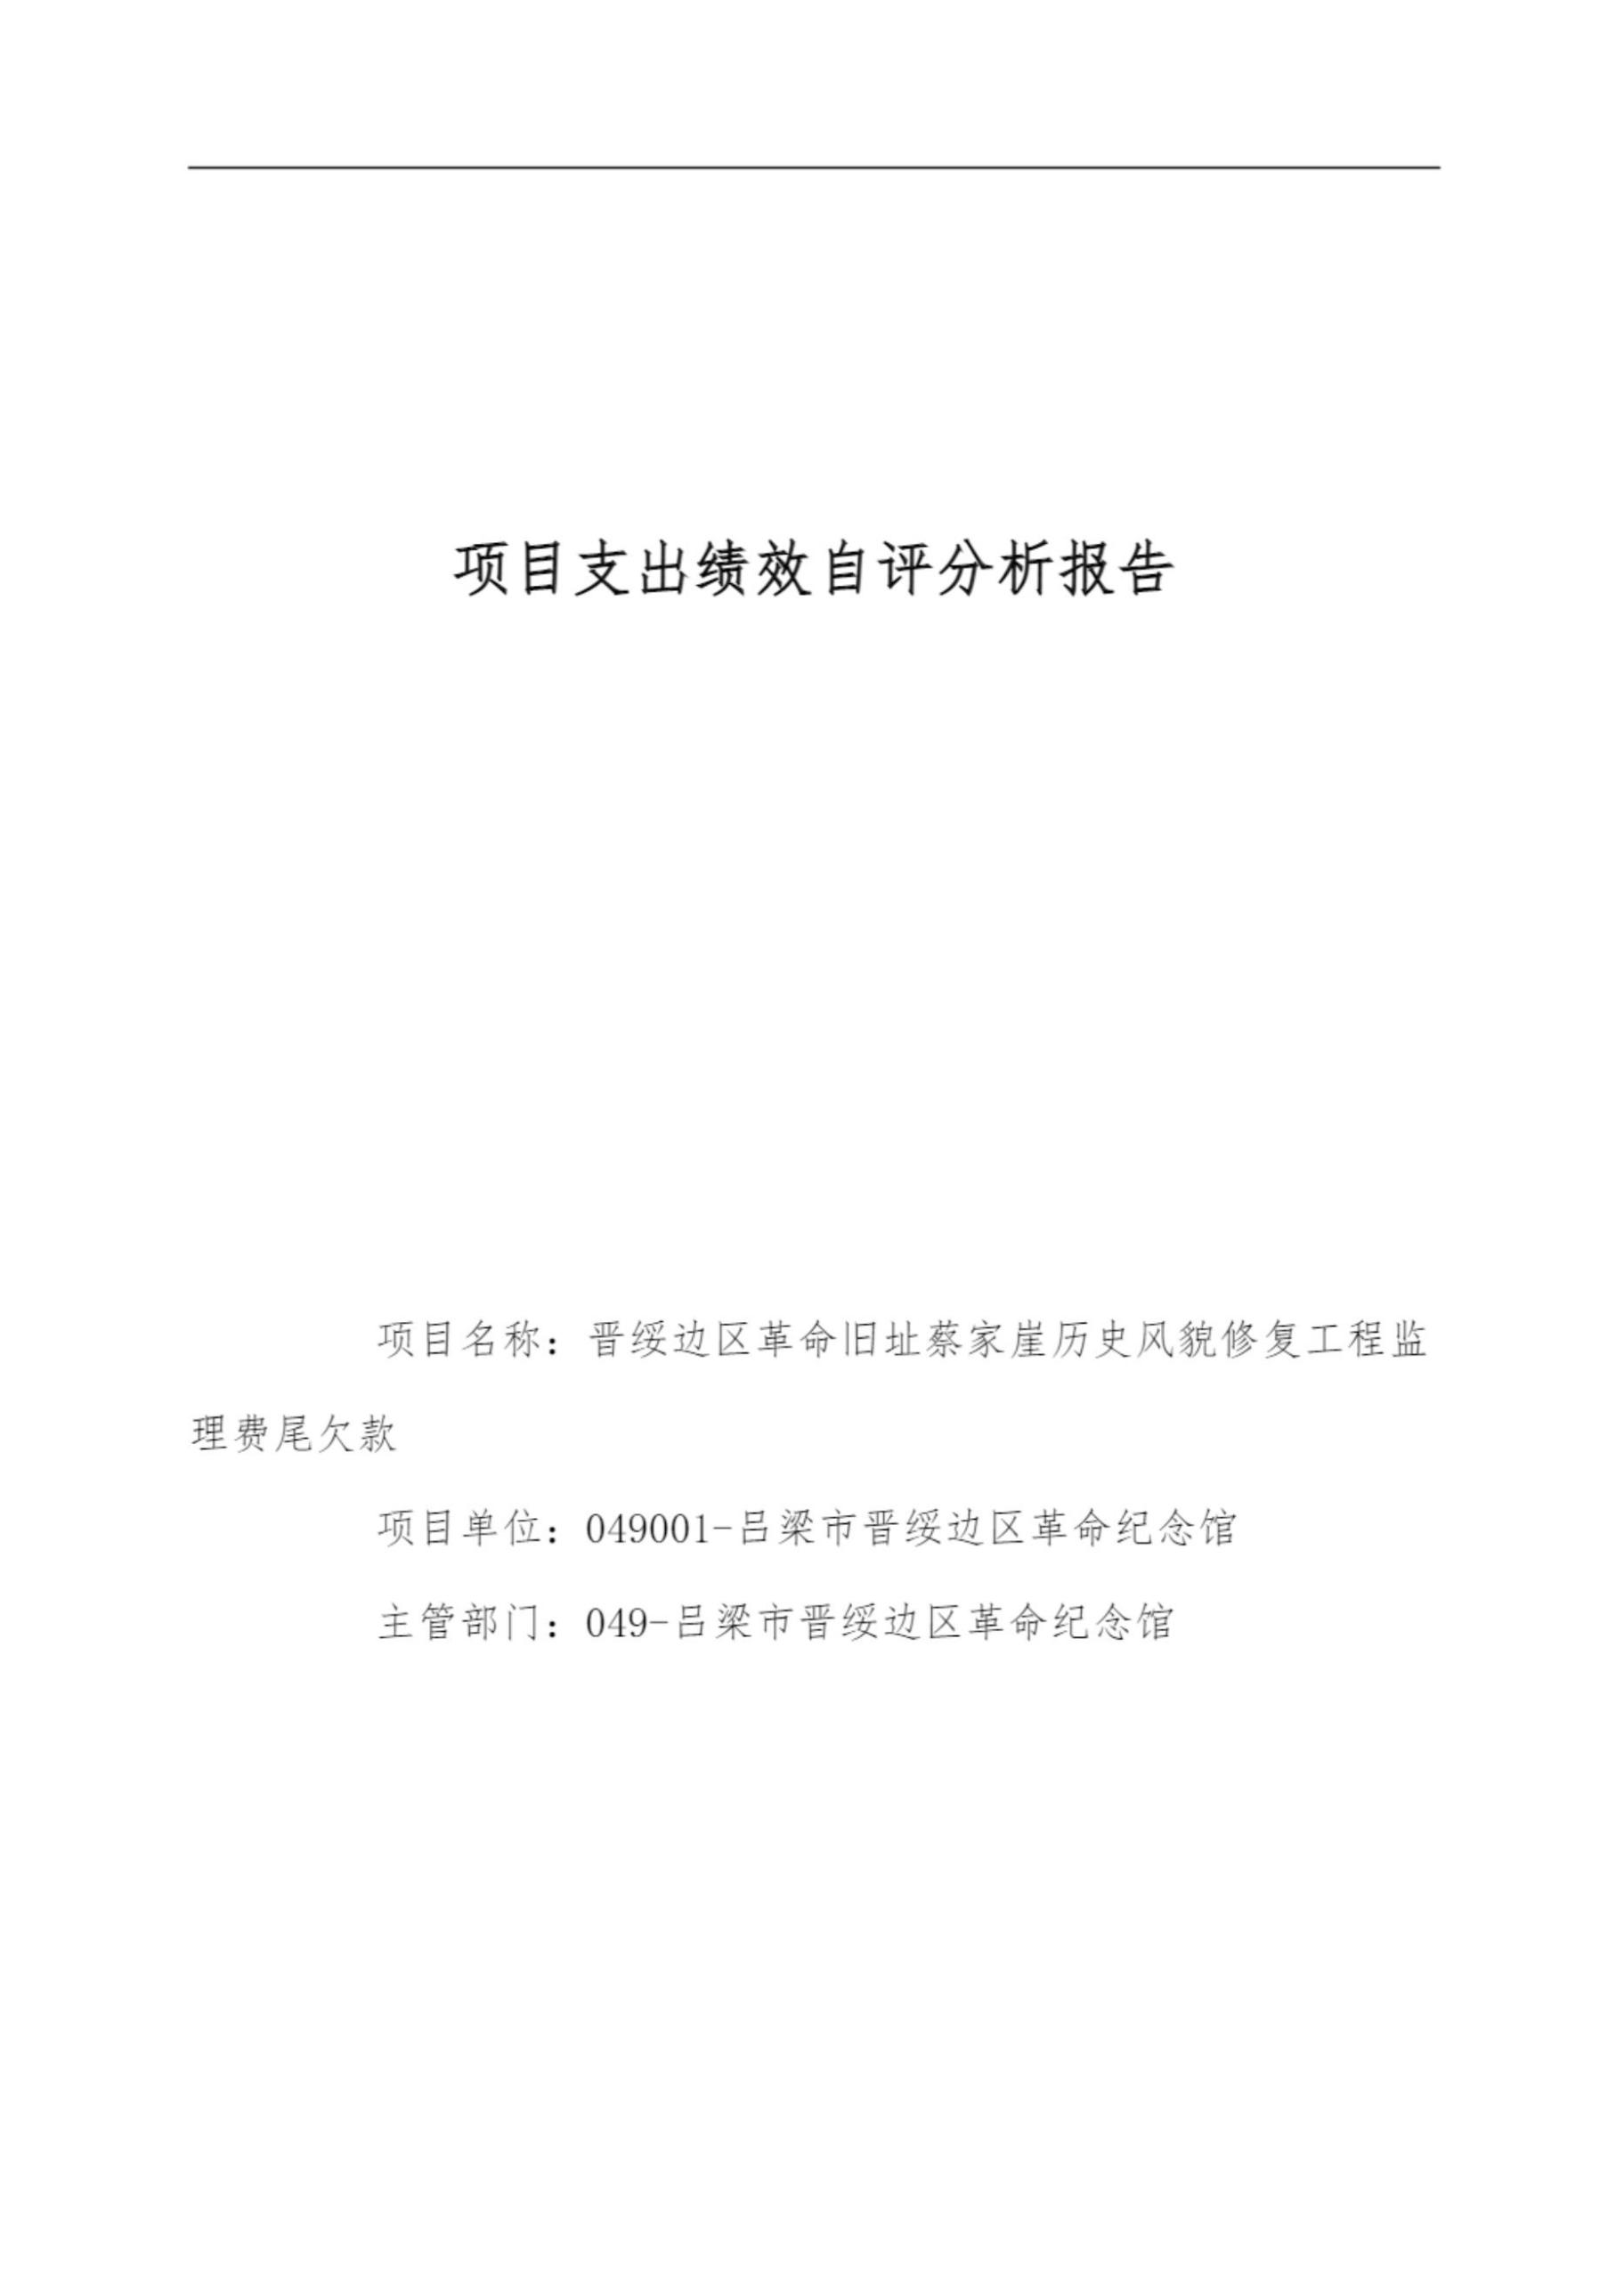 项目支出绩效自评分析报告
项目名称：晋绥边区革命旧址蔡家崖历史风貌修复工程监
理费尾欠款
项目单位：049001-吕梁市晋绥边区革命纪念馆
主管部门：049-吕梁市晋绥边区革命纪念馆